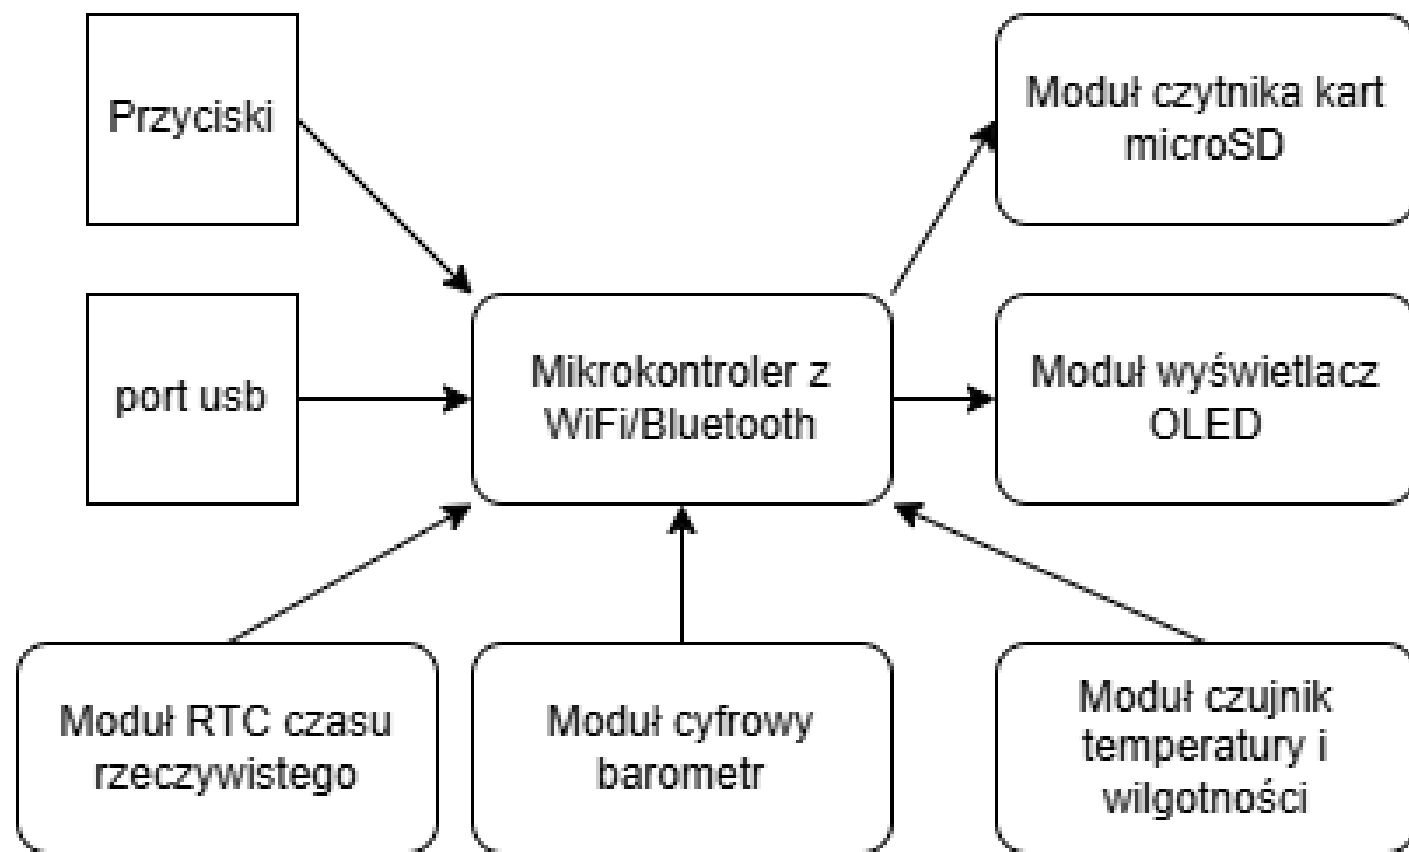 Przyciski
Moduł czytnika kart
microSD
port usb
Mikrokontroler z
WiFi/Bluetooth
Moduł wyświetlacz
OLED
Moduł RTC czasu
rzeczywistego
Moduł cyfrowy
barometr
Moduł czujnik
temperatury i
wilgotności